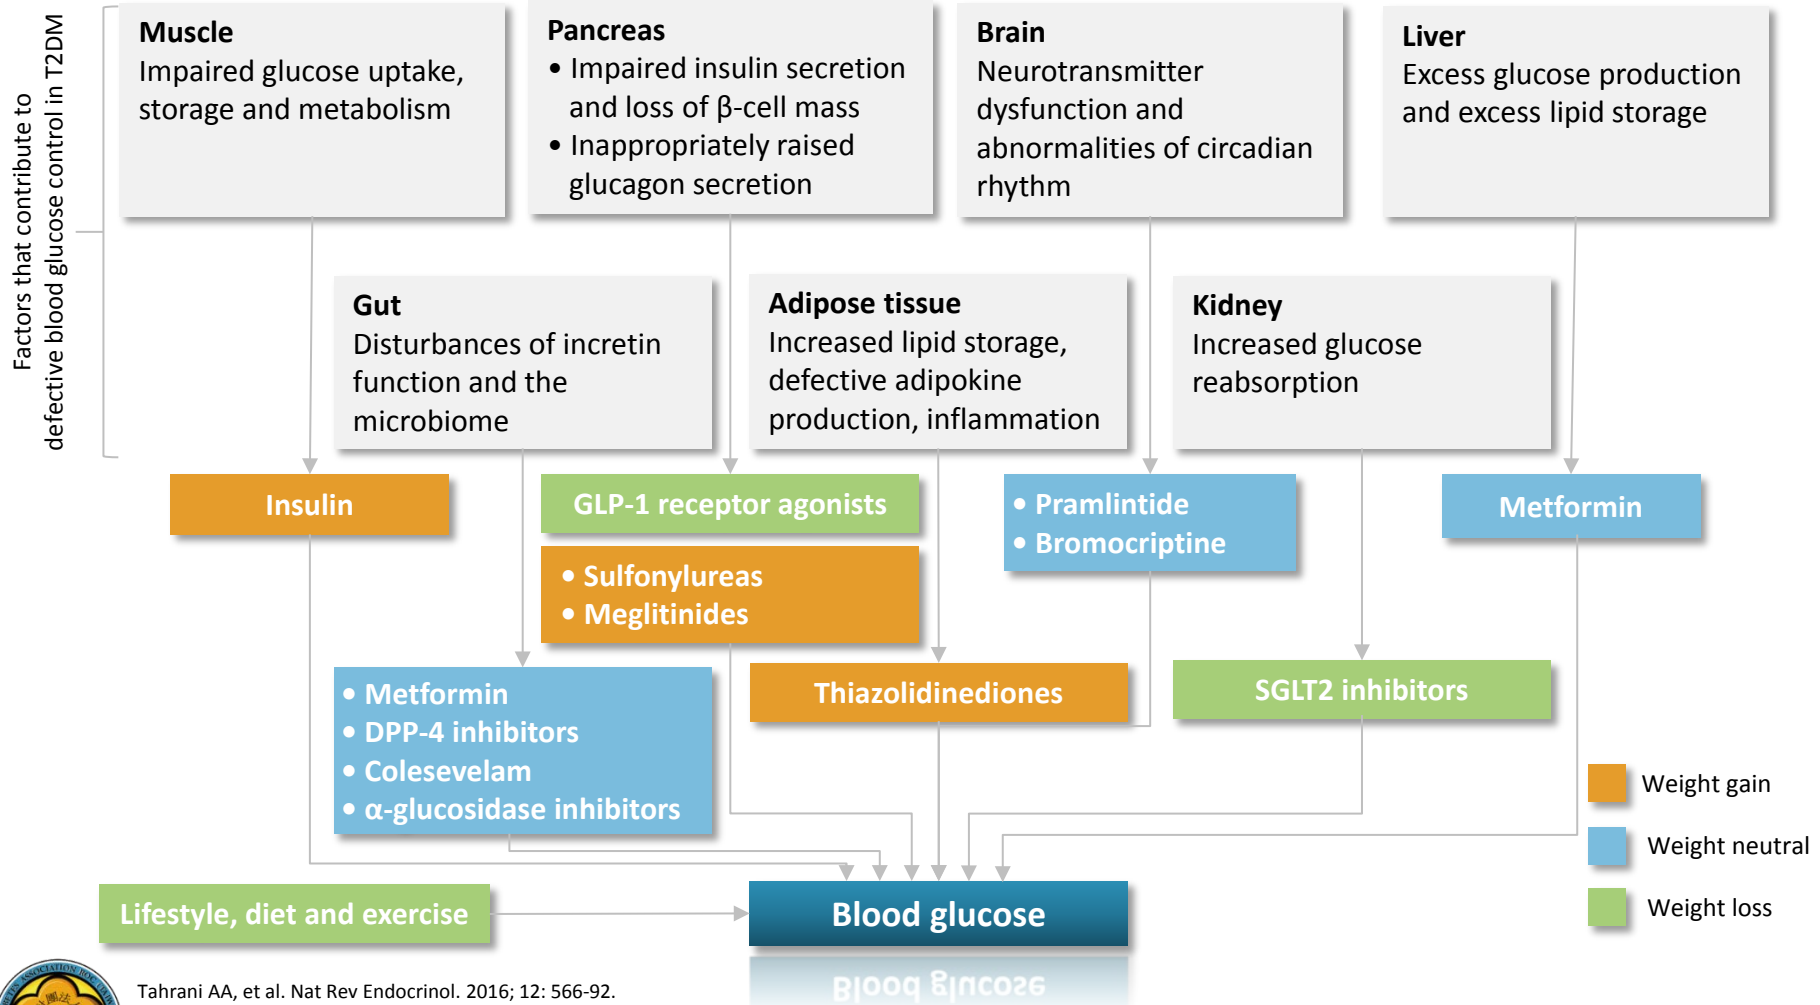 Factors that contribute to
defective blood glucose control in T2DM
Muscle
Impaired glucose uptake,
storage and metabolism
Pancreas
• Impaired insulin secretion
and loss of β-cell mass
• Inappropriately raised
glucagon secretion
Brain
Neurotransmitter
dysfunction and
abnormalities of circadian
rhythm
Liver
Excess glucose production
and excess lipid storage
Gut
Disturbances of incretin
function and the
microbiome
Adipose tissue
Increased lipid storage,
defective adipokine
production, inflammation
Kidney
Increased glucose
reabsorption
Insulin
GLP-1 receptor agonists
• Sulfonylureas
• Meglitinides
• Pramlintide
• Bromocriptine
Metformin
• Metformin
• DPP-4 inhibitors
• Colesevelam
• α-glucosidase inhibitors
Thiazolidinediones
SGLT2 inhibitors
Weight gain
Weight neutral
Weight loss
Lifestyle, diet and exercise
Blood glucose
Tahrani AA, et al. Nat Rev Endocrinol. 2016; 12: 566-92.